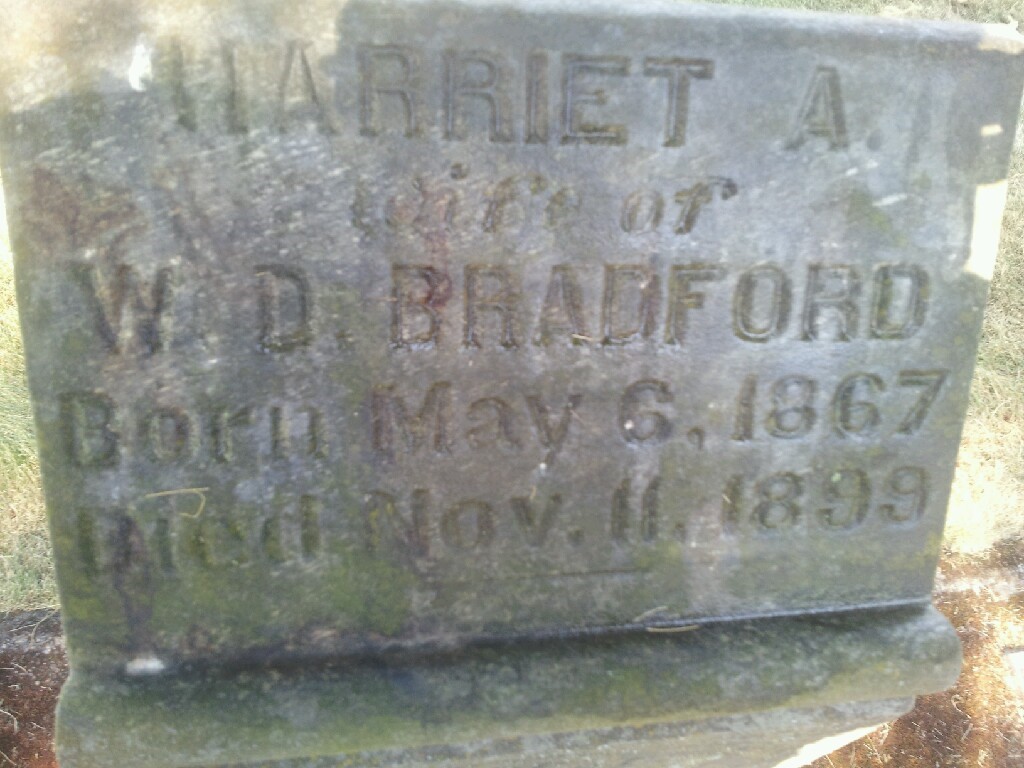 HARRIET A.
wife of
W. D. BRADFORD
Born May 6, 1867
Died Nov. 11, 1899